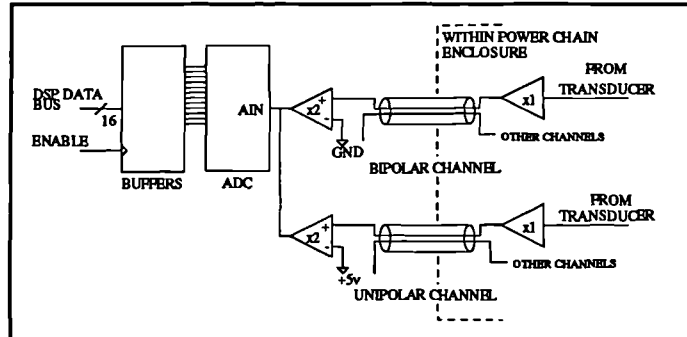 WITHIN POWER CHAIN
ENCLOSURE
FROM
TRANSDUCER
DSP DATA
BUS
16
ENABLE
AIN
x2
+
-
x1
GND
OTHER CHANNELS
BUFFERS
ADC
BIPOLAR CHANNEL
FROM
TRANSDUCER
x2
+
-
x1
+5v
OTHER CHANNELS
UNIPOLAR CHANNEL